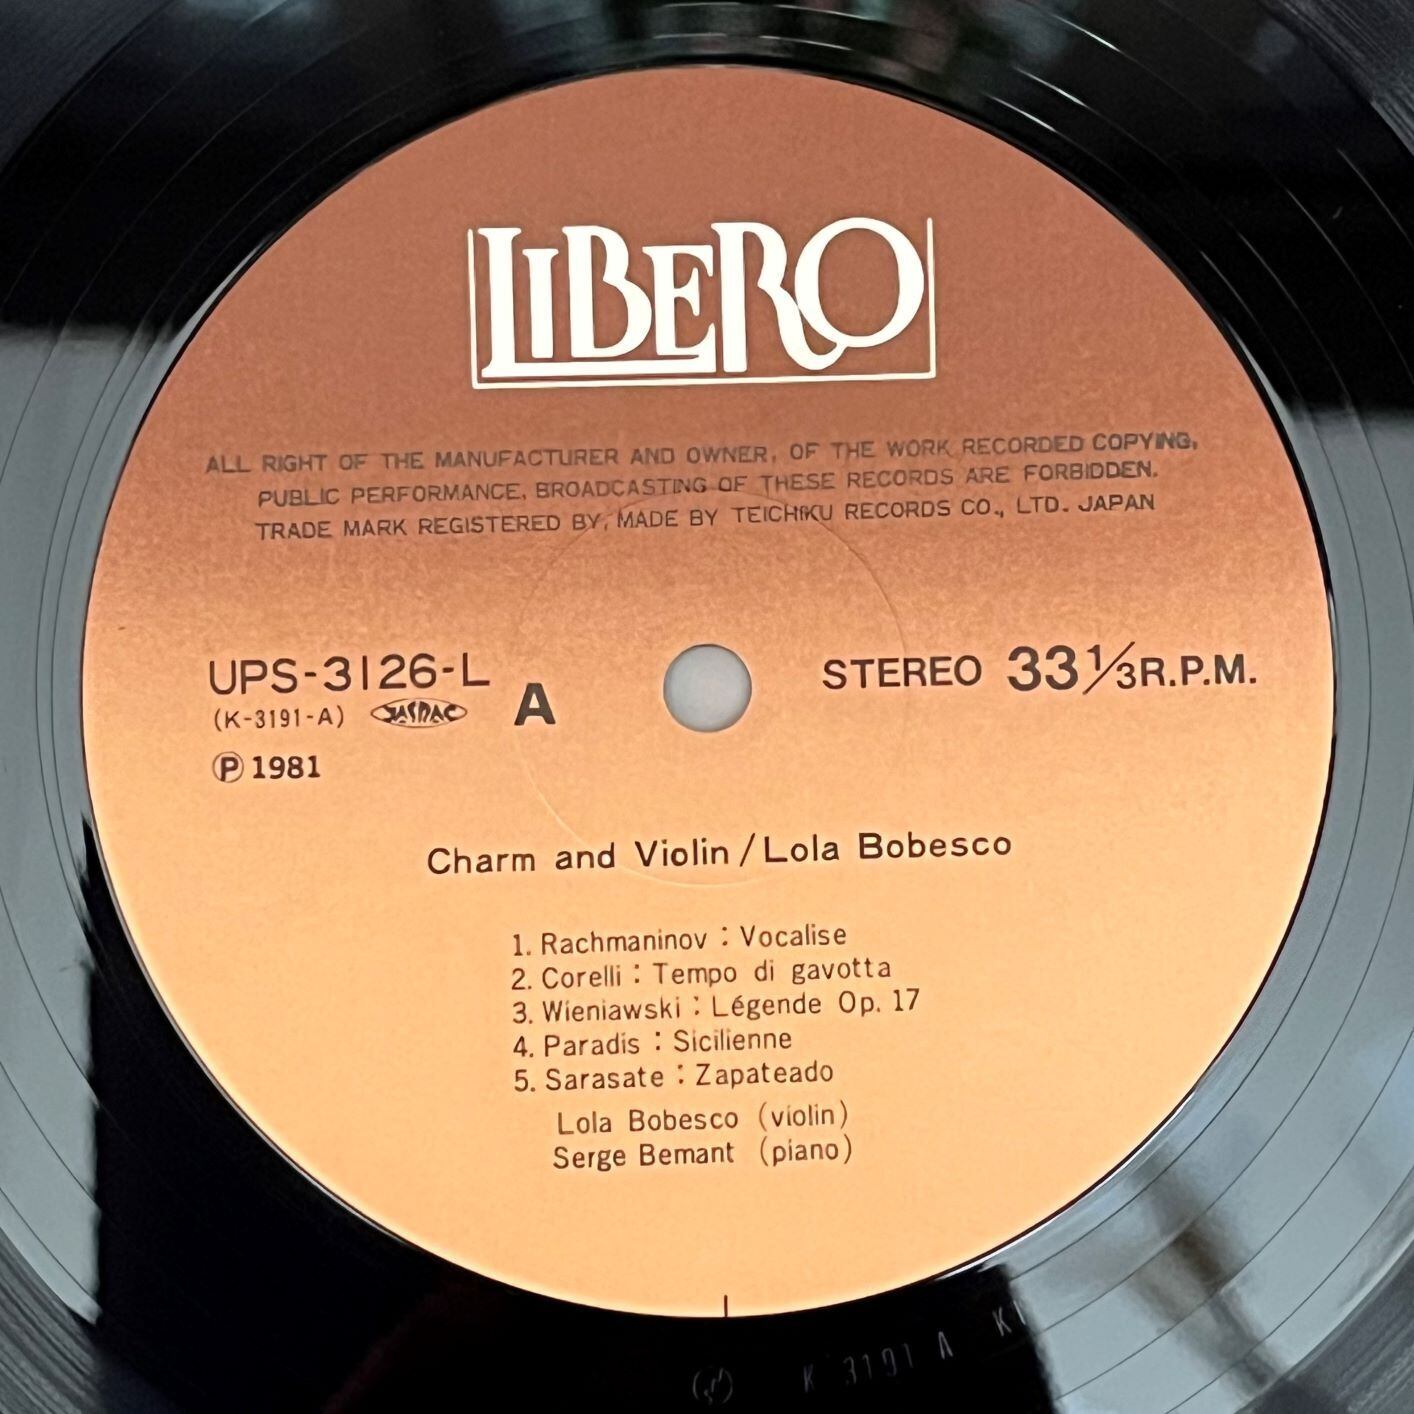 LIBERO
ALL RIGHT OF THE MANUFACTURER AND OWNER, OF THE WORK RECORDED COPYING,
PUBLIC PERFORMANCE, BROADCASTING OF THESE RECORDS ARE FORBIDDEN.
TRADE MARK REGISTERED BY, MADE BY TEICHIKU RECORDS CO., LTD. JAPAN
UPS-3126-L
(K-3191-A) JASRAC
A
STEREO 33 1/3 R.P.M.
Ⓟ 1981
Charm and Violin / Lola Bobesco
1. Rachmaninov : Vocalise
2. Corelli : Tempo di gavotta
3. Wieniawski : Légende Op. 17
4. Paradis : Sicilienne
5. Sarasate : Zapateado
Lola Bobesco (violin)
Serge Bemant (piano)
K 3191 A